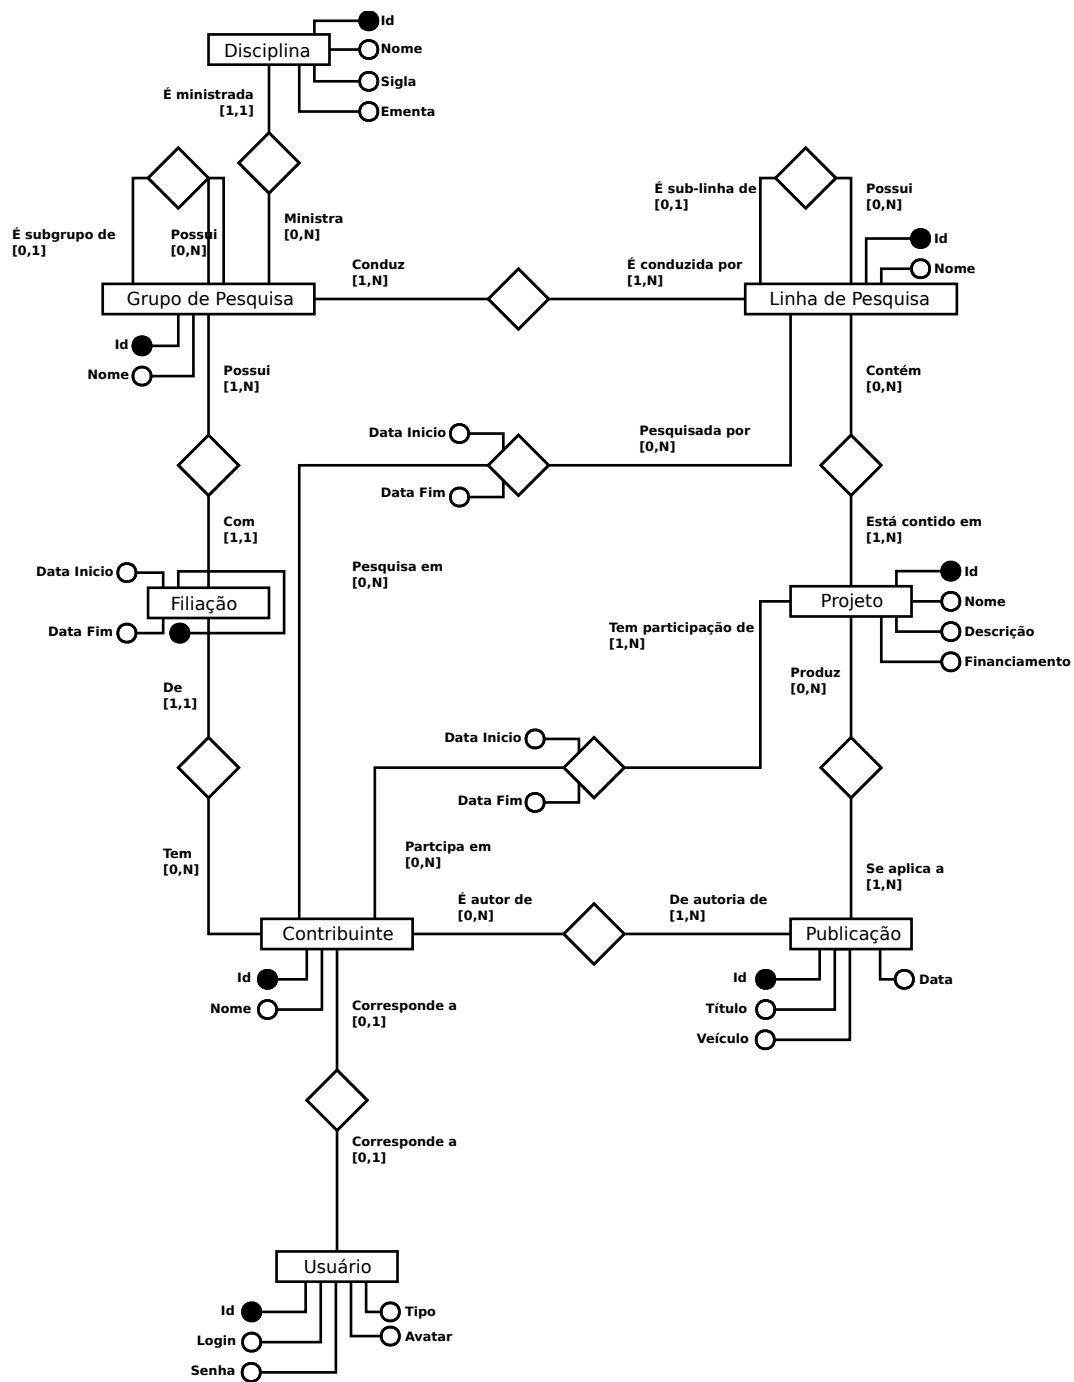 Id
Disciplina
Nome
Sigla
É ministrada
[1,1]
Ementa
É sub-linha de
[0,1]
Possui
[0,N]
É subgrupo de
[0,1]
Possui
[0,N]
Ministra
[0,N]
Id
Nome
Conduz
[1,N]
É conduzida por
[1,N]
Grupo de Pesquisa
Linha de Pesquisa
Id
Nome
Possui
[1,N]
Contém
[0,N]
Data Inicio
Pesquisada por
[0,N]
Data Fim
Com
[1,1]
Está contido em
[1,N]
Data Inicio
Pesquisa em
[0,N]
Id
Filiação
Projeto
Nome
Data Fim
Tem participação de
[1,N]
Descrição
Financiamento
De
[1,1]
Produz
[0,N]
Data Inicio
Data Fim
Tem
[0,N]
Partcipa em
[0,N]
Se aplica a
[1,N]
É autor de
[0,N]
De autoria de
[1,N]
Contribuinte
Publicação
Id
Nome
Corresponde a
[0,1]
Id
Data
Título
Veículo
Corresponde a
[0,1]
Usuário
Id
Tipo
Login
Avatar
Senha